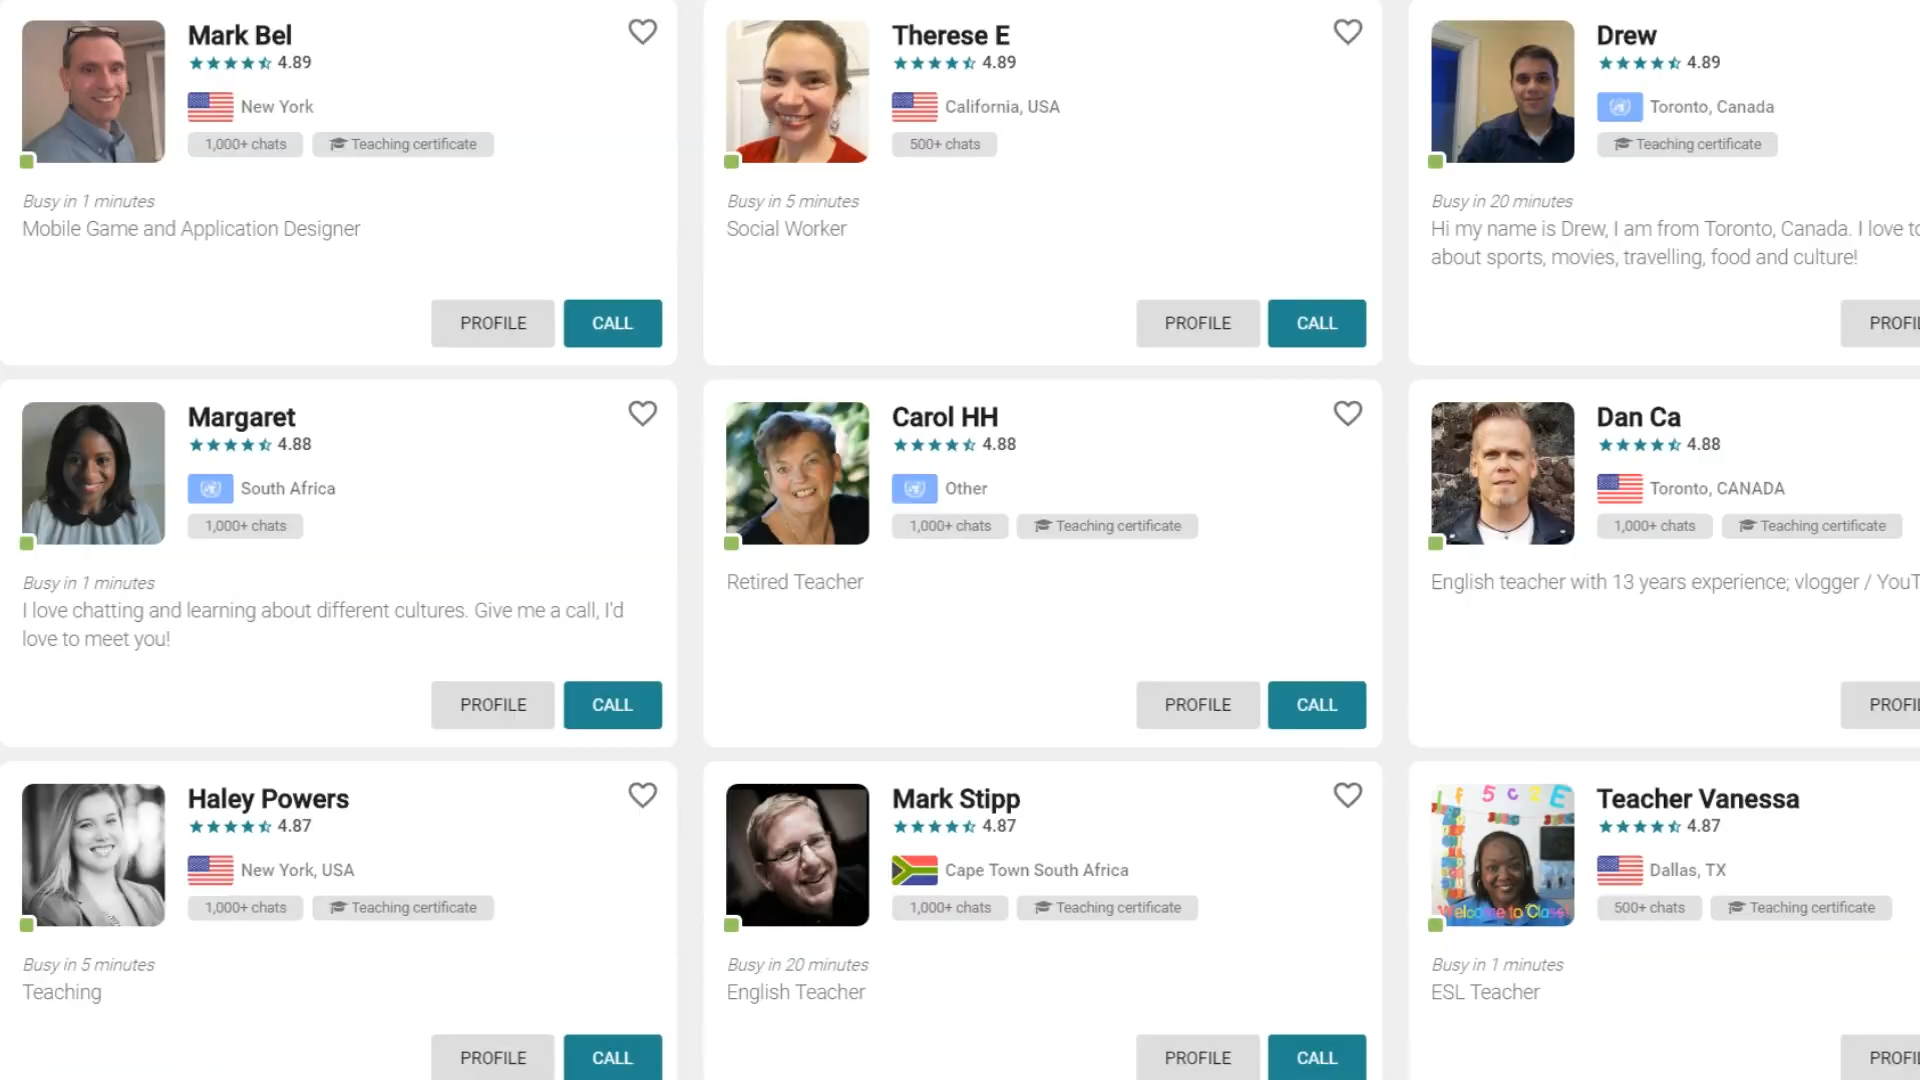 Mark Bel
4.89
New York
1,000+ chats
Teaching certificate
Busy in 1 minutes
Mobile Game and Application Designer
PROFILE
CALL
Therese E
4.89
California, USA
500+ chats
Busy in 5 minutes
Social Worker
PROFILE
CALL
Drew
4.89
Toronto, Canada
Teaching certificate
Busy in 20 minutes
Hi my name is Drew, I am from Toronto, Canada. I love to
about sports, movies, travelling, food and culture!
PROFIL
Margaret
4.88
South Africa
1,000+ chats
Busy in 1 minutes
I love chatting and learning about different cultures. Give me a call, I'd
love to meet you!
PROFILE
CALL
Carol HH
4.88
Other
1,000+ chats
Teaching certificate
Retired Teacher
PROFILE
CALL
Dan Ca
4.88
Toronto, CANADA
1,000+ chats
Teaching certificate
English teacher with 13 years experience; vlogger / YouT
PROFIL
Haley Powers
4.87
New York, USA
1,000+ chats
Teaching certificate
Busy in 5 minutes
Teaching
PROFILE
CALL
Mark Stipp
4.87
Cape Town South Africa
1,000+ chats
Teaching certificate
Busy in 20 minutes
English Teacher
PROFILE
CALL
Teacher Vanessa
4.87
Dallas, TX
500+ chats
Teaching certificate
Welcome to Class!
Busy in 1 minutes
ESL Teacher
PROFIL